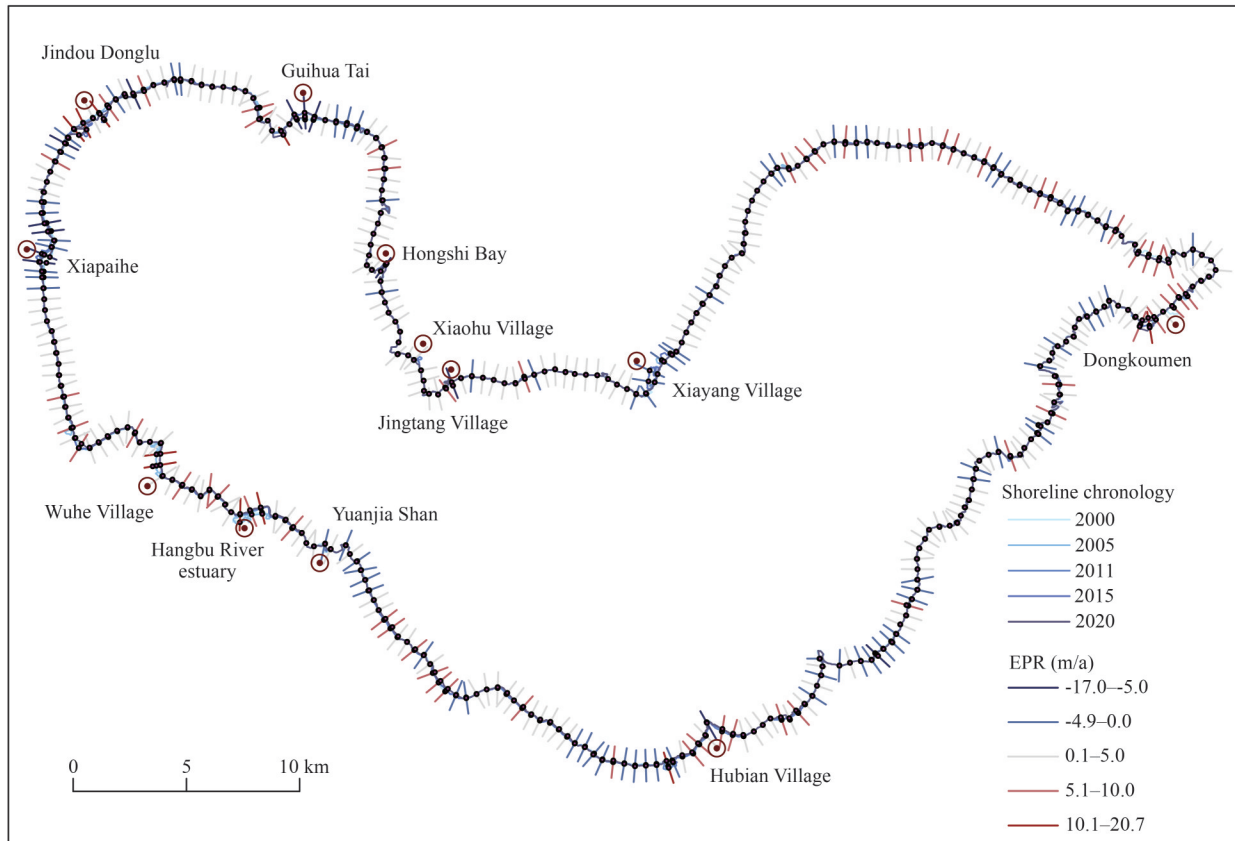 Jindou Donglu
Guihua Tai
Hongshi Bay
Xiapaihe
Xiaohu Village
Dongkoumen
Xiayang Village
Jingtang Village
Wuhe Village
Yuanjia Shan
Hangbu River
estuary
Hubian Village
0 5 10 km
Shoreline chronology
2000
2005
2011
2015
2020
EPR (m/a)
-17.0–-5.0
-4.9–0.0
0.1–5.0
5.1–10.0
10.1–20.7